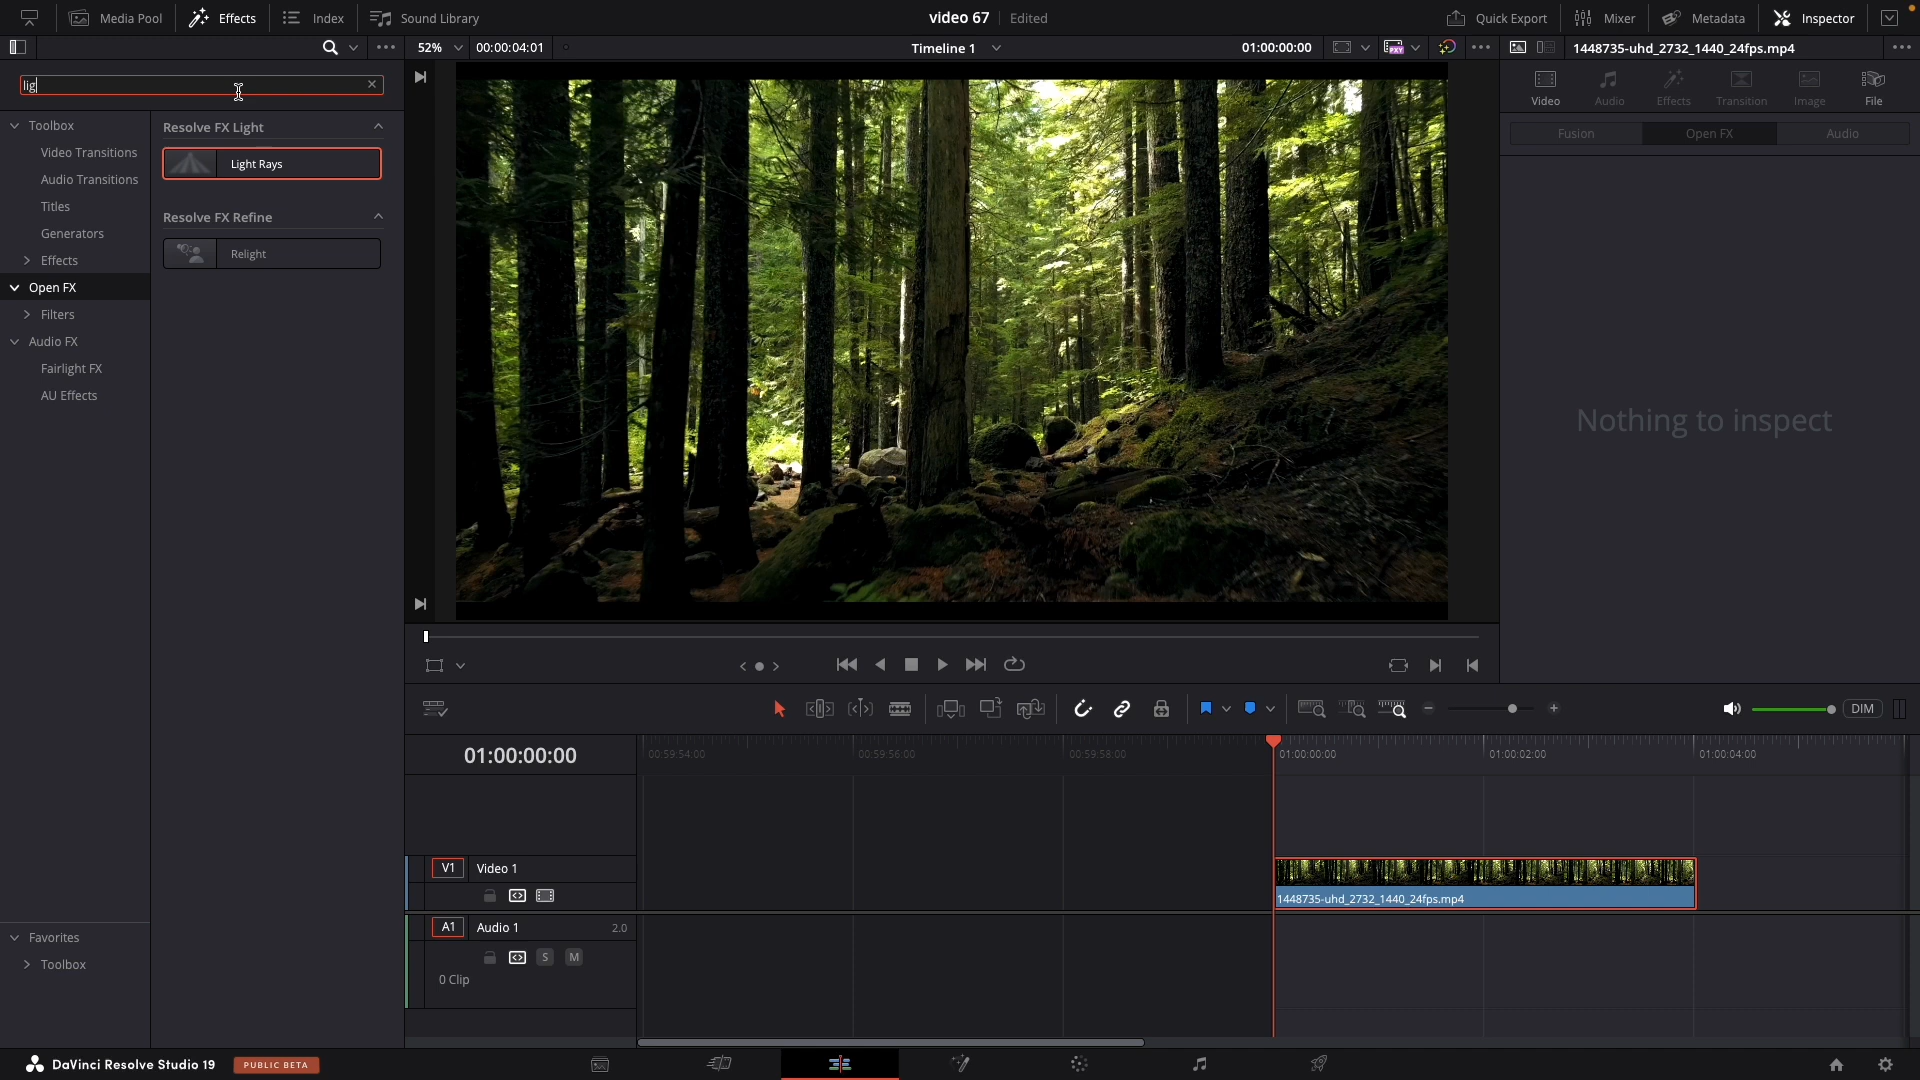 Media Pool
Effects
Index
Sound Library
video 67
Edited
Quick Export
Mixer
Metadata
Inspector
52%
00:00:04:01
Timeline 1
01:00:00:00
PXY
1448735-uhd_2732_1440_24fps.mp4
lig
Toolbox
Video Transitions
Audio Transitions
Titles
Generators
Effects
Open FX
Filters
Audio FX
Fairlight FX
AU Effects
Favorites
Toolbox
Resolve FX Light
Light Rays
Resolve FX Refine
Relight
Video
Audio
Effects
Transition
Image
File
Fusion
Open FX
Audio
Nothing to inspect
DIM
01:00:00:00
00:59:54:00
00:59:56:00
00:59:58:00
01:00:00:00
01:00:02:00
01:00:04:00
V1
Video 1
1448735-uhd_2732_1440_24fps.mp4
A1
Audio 1
2.0
S
M
0 Clip
DaVinci Resolve Studio 19
PUBLIC BETA